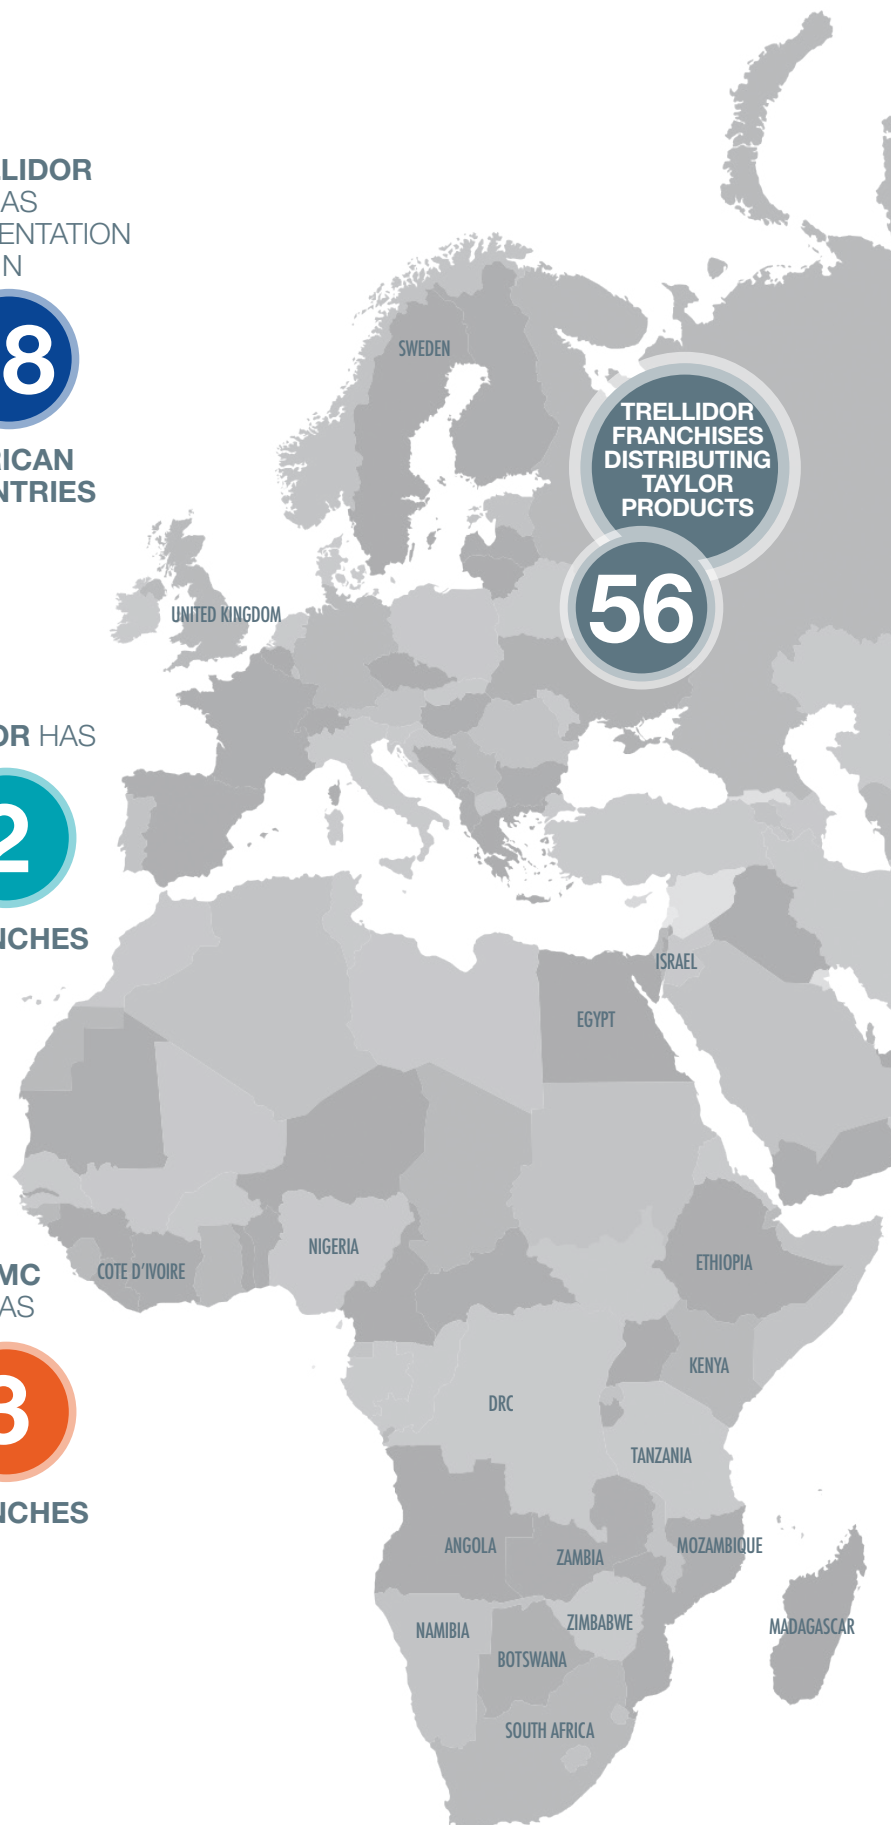 LLIDOR
AS
ENTATION
N
8
ICAN
NTRIES
OR HAS
2
NCHES
MC
AS
3
NCHES
TRELLIDOR
FRANCHISES
DISTRIBUTING
TAYLOR
PRODUCTS
56
SWEDEN
UNITED KINGDOM
ISRAEL
EGYPT
NIGERIA
COTE D'IVOIRE
ETHIOPIA
KENYA
DRC
TANZANIA
ANGOLA
ZAMBIA
MOZAMBIQUE
NAMIBIA
ZIMBABWE
MADAGASCAR
BOTSWANA
SOUTH AFRICA